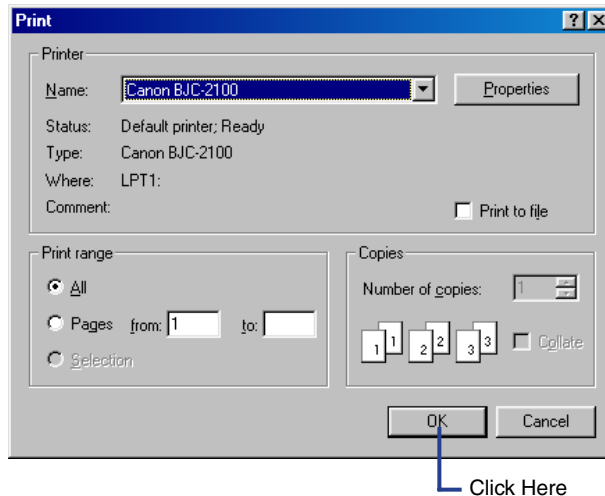 Print
Printer
Name: Canon BJC-2100 Properties
Status: Default printer; Ready
Type: Canon BJC-2100
Where: LPT1:
Comment: Print to file
Print range
All
Pages from: 1 to:
Selection
Copies
Number of copies: 1
1 1 2 2 3 3 Collate
OK Cancel
Click Here